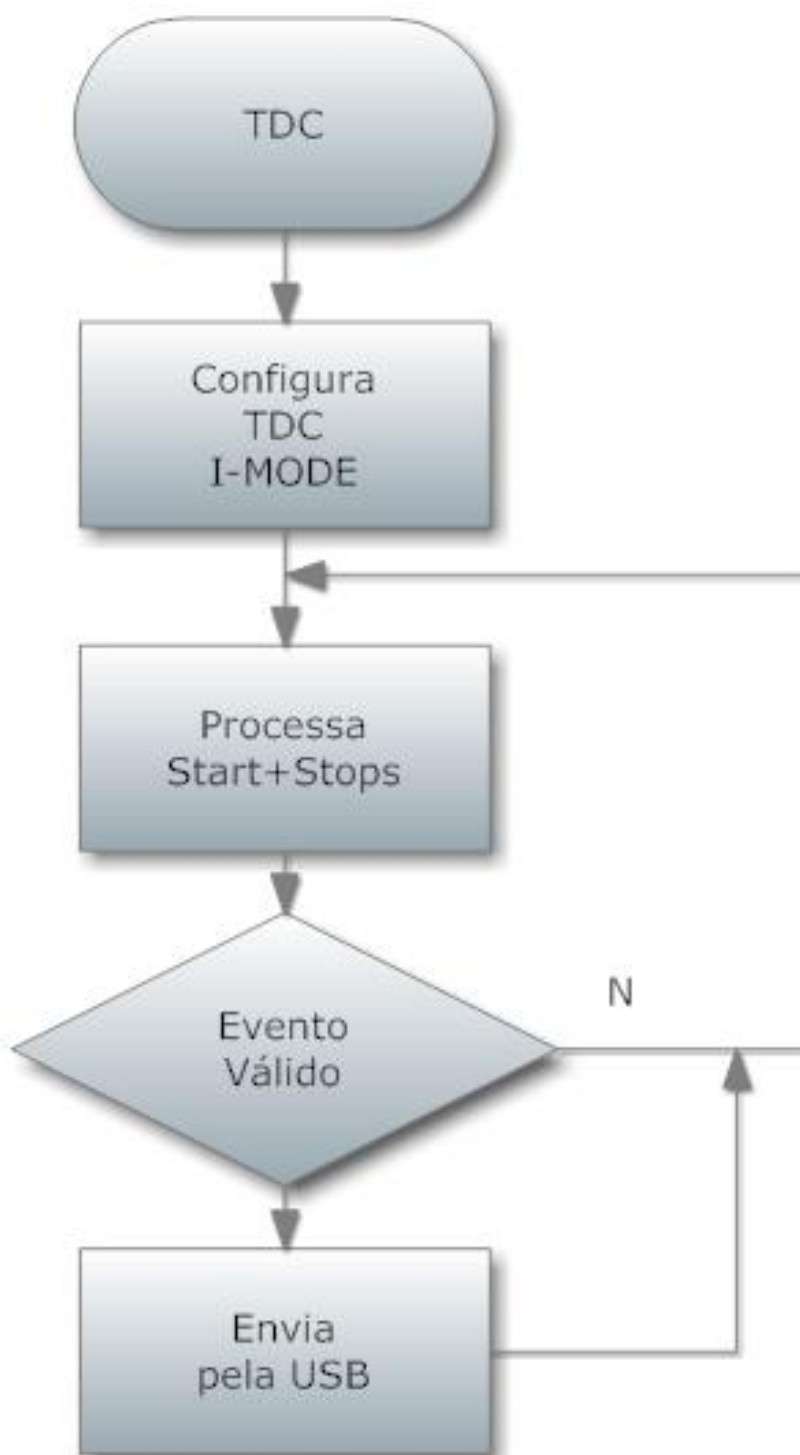 TDC
Configura
TDC
I-MODE
Processa
Start+Stops
N
Evento
Válido
Envia
pela USB